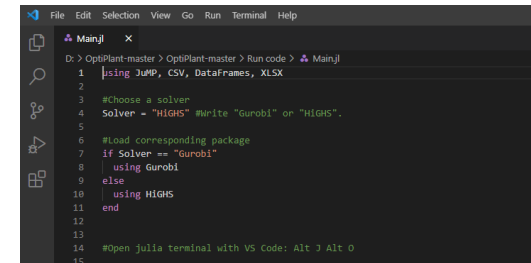 File Edit Selection View Go Run Terminal Help
Main.jl
D: > OptiPlant-master > OptiPlant-master > Run code > Main.jl
1 using JuMP, CSV, DataFrames, XLSX
2
3 #Choose a solver
4 Solver = "HiGHS" #Write "Gurobi" or "HiGHS".
5
6 #Load corresponding package
7 if Solver == "Gurobi"
8 using Gurobi
9 else
10 using HiGHS
11 end
12
13
14 #Open julia terminal with VS Code: Alt J Alt O
15